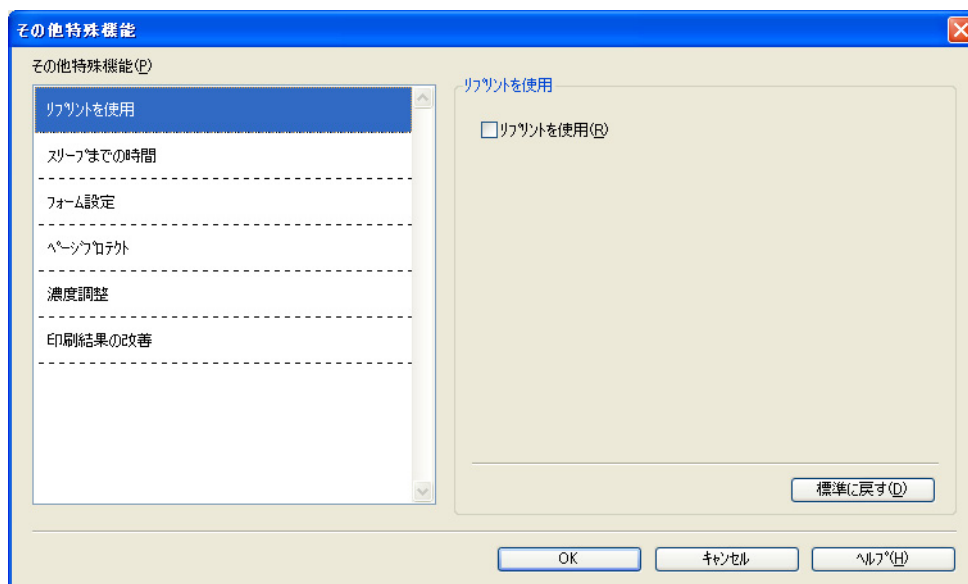 その他特殊機能
その他特殊機能(P)
リプリントを使用
スリープまでの時間
フォーム設定
ページプロテクト
濃度調整
印刷結果の改善
リプリントを使用
リプリントを使用(R)
標準に戻す(D)
OK
キャンセル
ヘルプ(H)